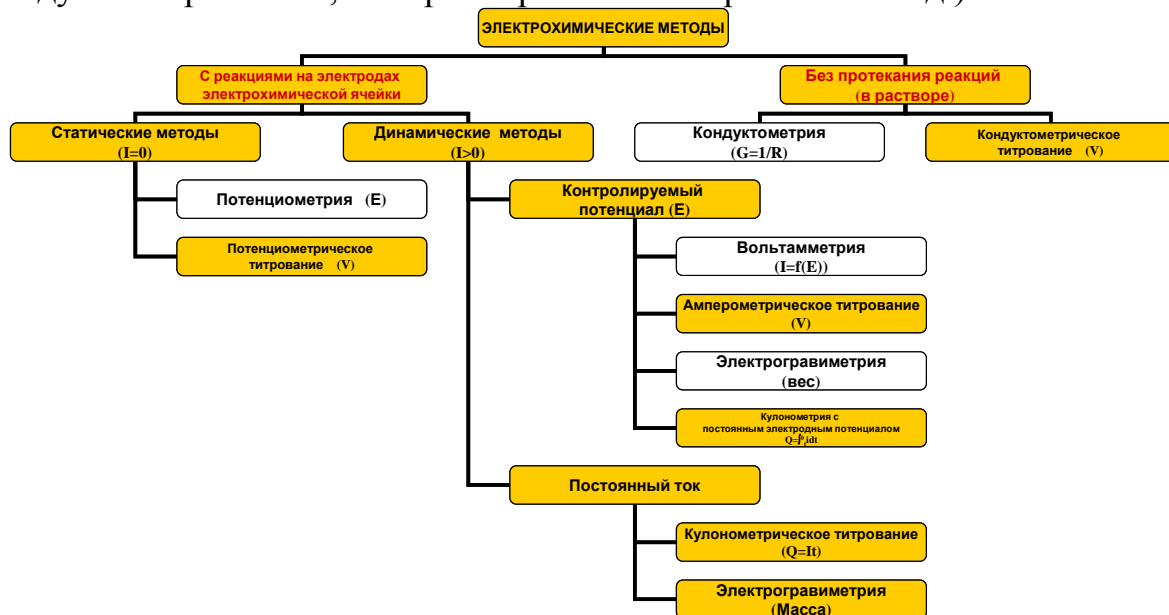 ЭЛЕКТРОХИМИЧЕСКИЕ МЕТОДЫ
С реакциями на электродах
электрохимической ячейки
Без протекания реакций
(в растворе)
Статические методы
(I=0)
Динамические методы
(I>0)
Кондуктометрия
(G=1/R)
Кондуктометрическое
титрование (V)
Потенциометрия (E)
Потенциометрическое
титрование (V)
Контролируемый
потенциал (E)
Вольтамметрия
(I=f(E))
Амперометрическое титрование
(V)
Электрогравиметрия
(вес)
Кулонометрия с
постоянным электродным потенциалом
Постоянный ток
Кулонометрическое титрование
(Q=It)
Электрогравиметрия
(Масса)